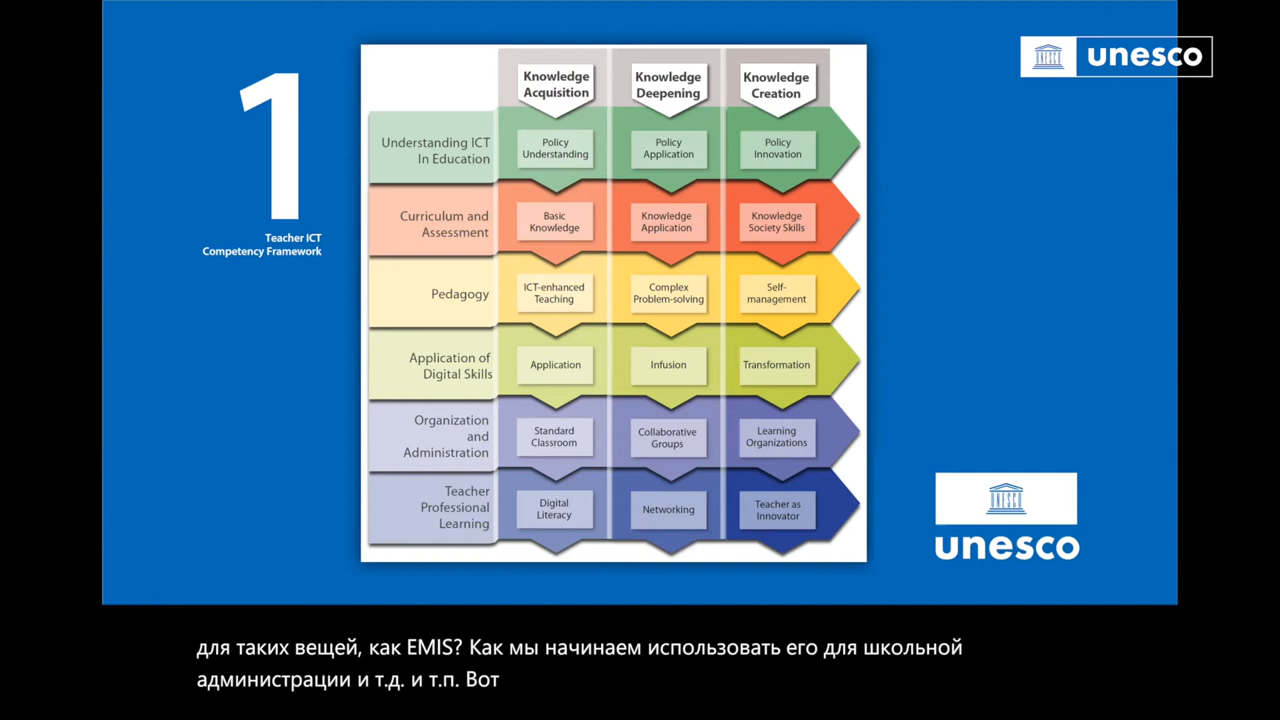 unesco
1
Teacher ICT
Competency Framework
Knowledge
Acquisition
Knowledge
Deepening
Knowledge
Creation
Understanding ICT
In Education
Policy
Understanding
Policy
Application
Policy
Innovation
Curriculum and
Assessment
Basic
Knowledge
Knowledge
Application
Knowledge
Society Skills
Pedagogy
ICT-enhanced
Teaching
Complex
Problem-solving
Self-
management
Application of
Digital Skills
Application
Infusion
Transformation
Organization
and
Administration
Standard
Classroom
Collaborative
Groups
Learning
Organizations
Teacher
Professional
Learning
Digital
Literacy
Networking
Teacher as
Innovator
unesco
для таких вещей, как EMIS? Как мы начинаем использовать его для школьной
администрации и т.д. и т.п. Вот